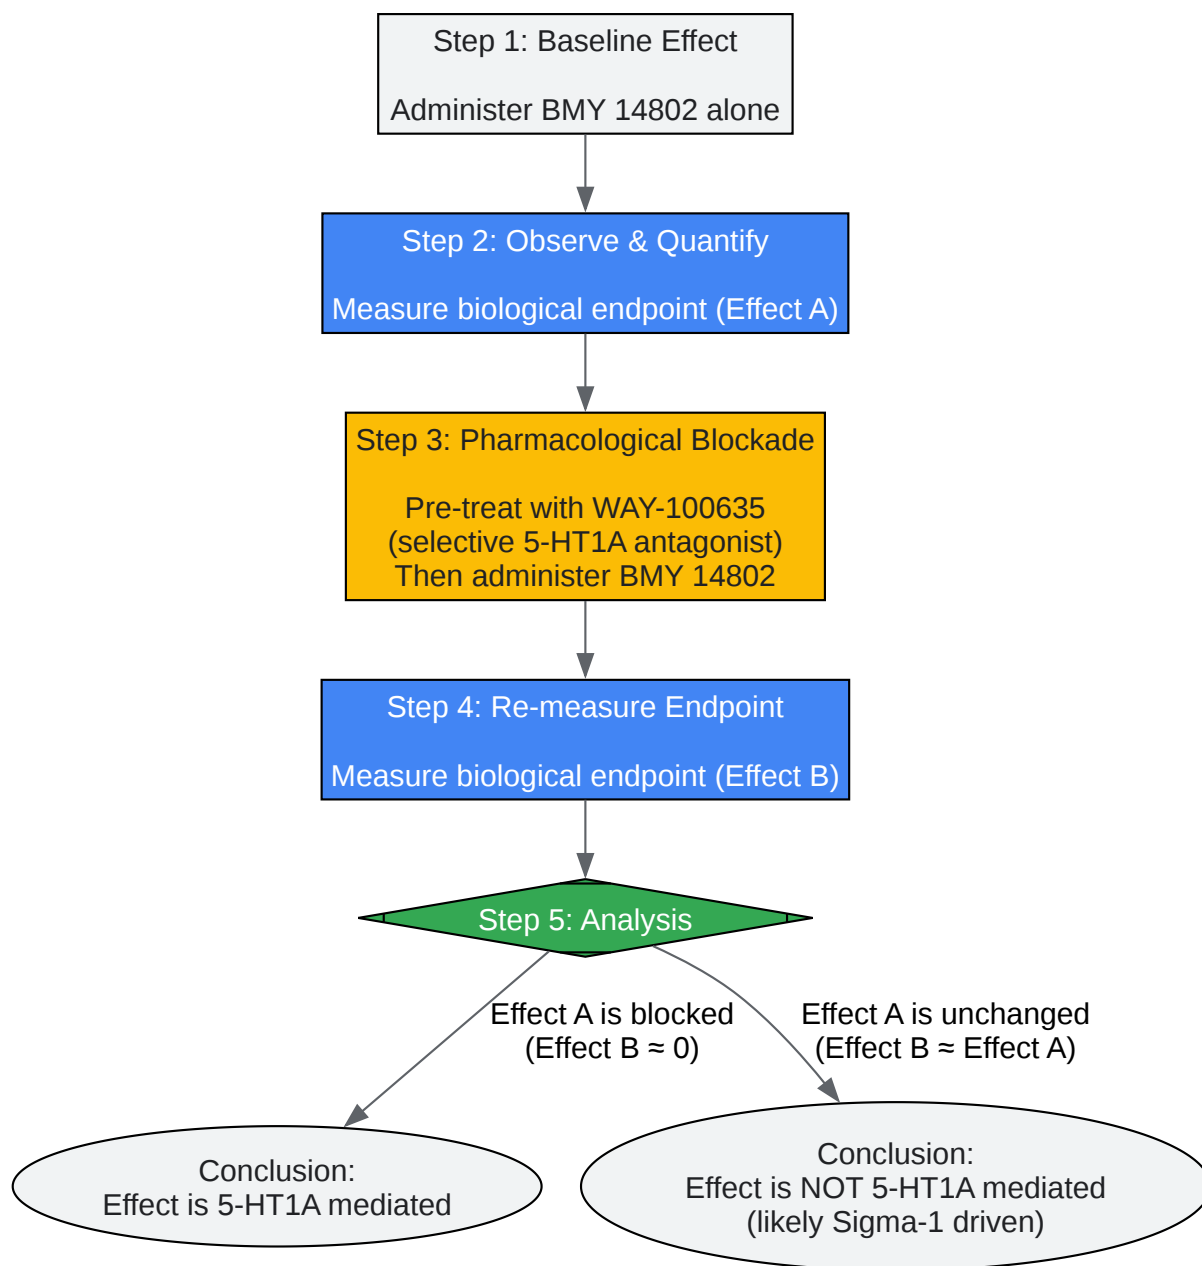 Step 1: Baseline Effect
Administer BMY 14802 alone
Step 2: Observe & Quantify
Measure biological endpoint (Effect A)
Step 3: Pharmacological Blockade
Pre-treat with WAY-100635
(selective 5-HT1A antagonist)
Then administer BMY 14802
Step 4: Re-measure Endpoint
Measure biological endpoint (Effect B)
Step 5: Analysis
Effect A is blocked
(Effect B ≈ 0)
Effect A is unchanged
(Effect B ≈ Effect A)
Conclusion:
Effect is 5-HT1A mediated
Conclusion:
Effect is NOT 5-HT1A mediated
(likely Sigma-1 driven)